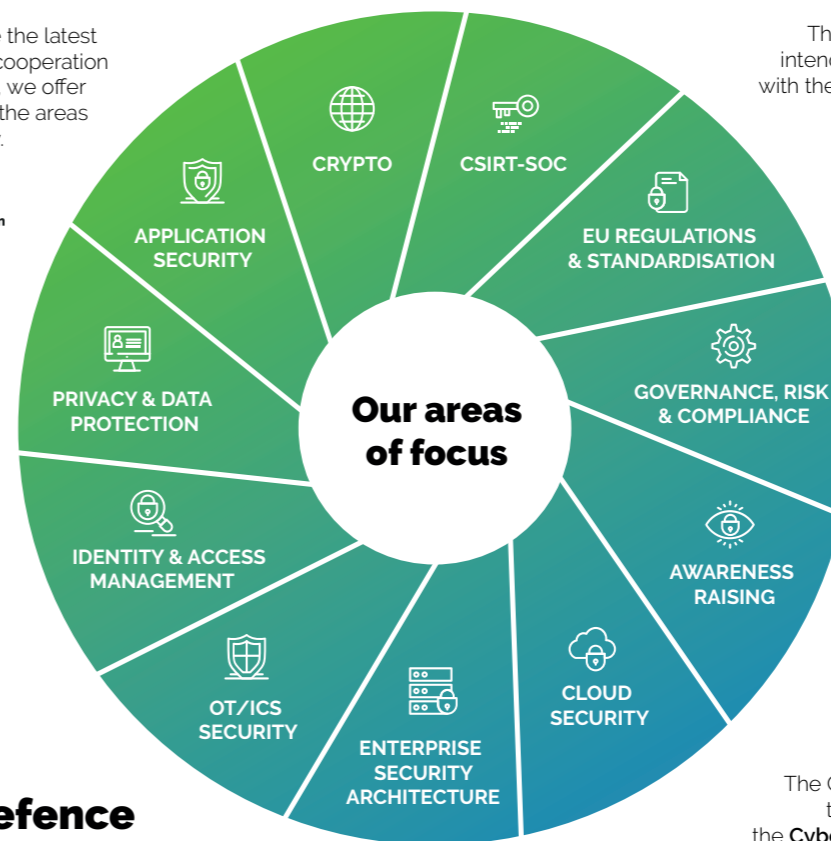 the latest
cooperation
we offer
the areas
Th
intend
with the
CRYPTO
CSIRT-SOC
EU REGULATIONS
& STANDARDISATION
GOVERNANCE, RISK
& COMPLIANCE
AWARENESS
RAISING
CLOUD
SECURITY
ENTERPRISE
SECURITY
ARCHITECTURE
OT/ICS
SECURITY
IDENTITY & ACCESS
MANAGEMENT
PRIVACY & DATA
PROTECTION
APPLICATION
SECURITY
Our areas
of focus
efence
The
t
the Cybe